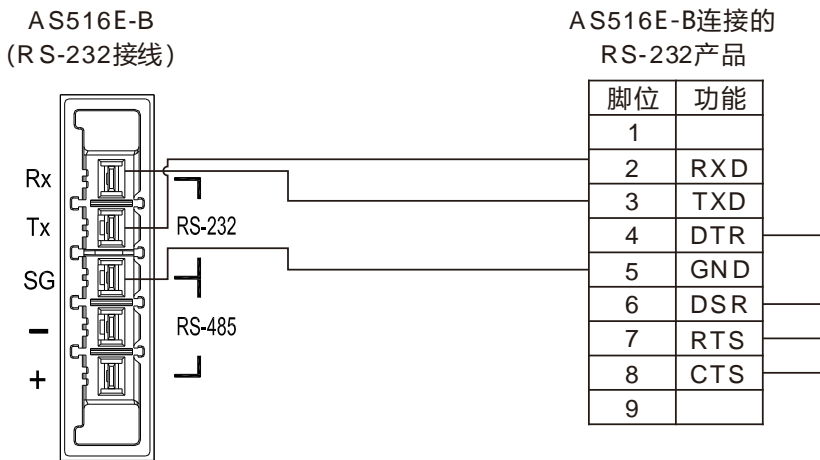 AS516E-B
(RS-232接线)
AS516E-B连接的
RS-232产品
脚位 功能
1
2 RXD
3 TXD
4 DTR
5 GND
6 DSR
7 RTS
8 CTS
9
Rx
Tx
SG
–
+
RS-232
RS-485